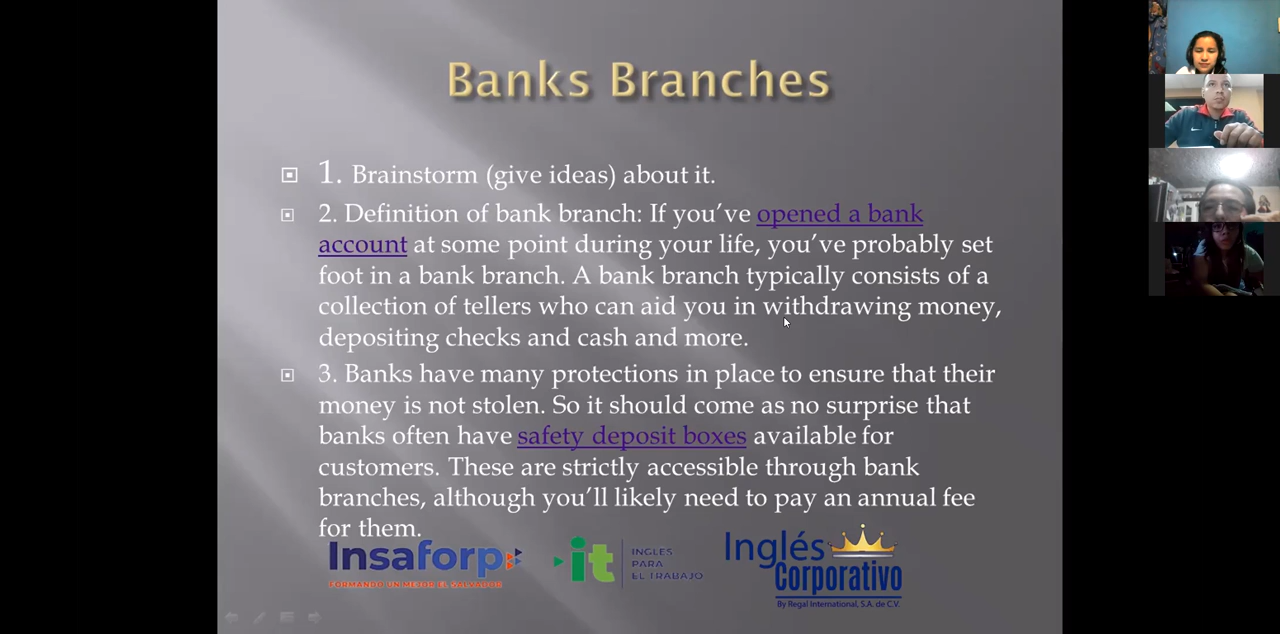 Banks Branches
1. Brainstorm (give ideas) about it.
2. Definition of bank branch: If you’ve opened a bank
account at some point during your life, you’ve probably set
foot in a bank branch. A bank branch typically consists of a
collection of tellers who can aid you in withdrawing money,
depositing checks and cash and more.
3. Banks have many protections in place to ensure that their
money is not stolen. So it should come as no surprise that
banks often have safety deposit boxes available for
customers. These are strictly accessible through bank
branches, although you’ll likely need to pay an annual fee
for them.
Insaforp
FORMANDO UN MEJOR EL SALVADOR
it
INGLES
PARA
EL TRABAJO
Inglés
Corporativo
By Regal International, S.A. de C.V.